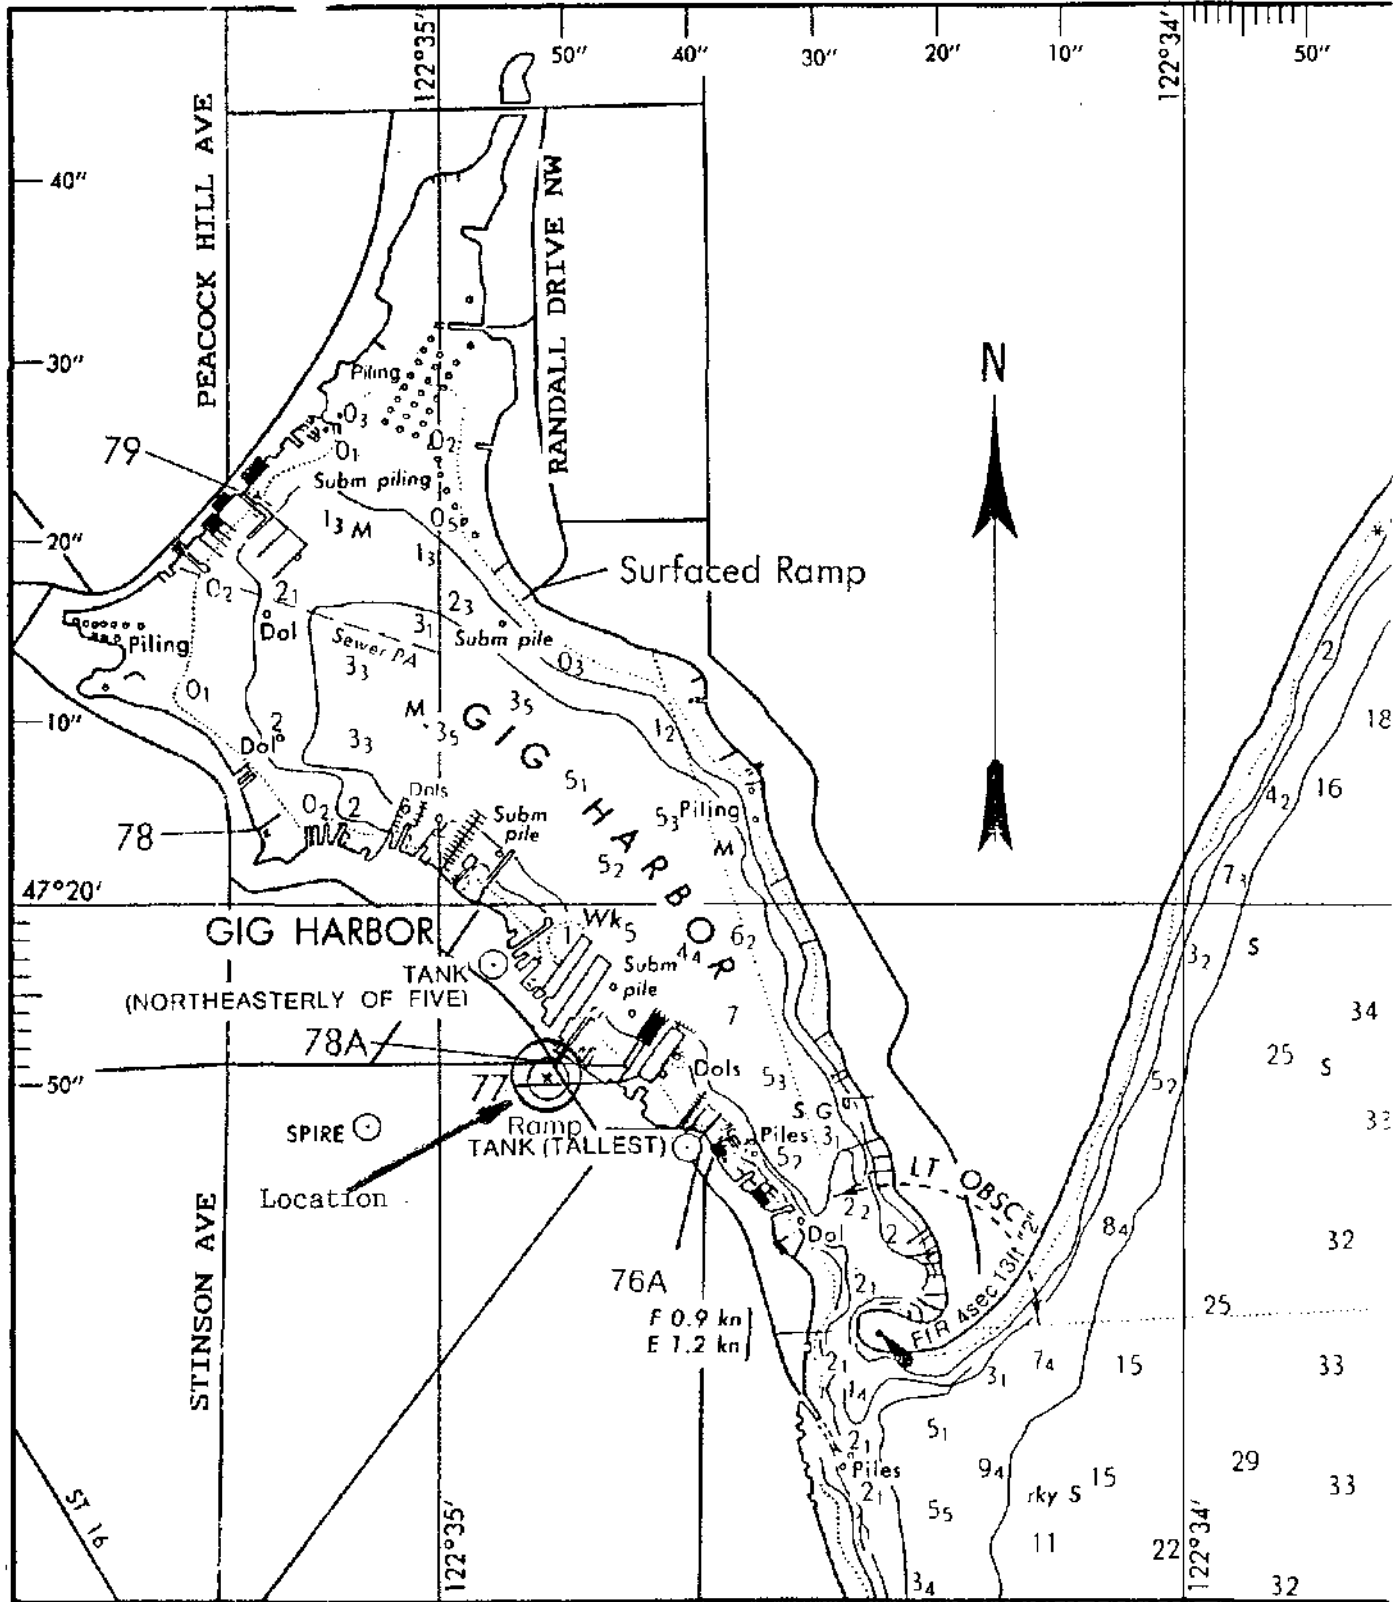 122°35'
50"
40"
30"
20"
10"
122°34'
50"
PEACOCK HILL AVE
RANDALL DRIVE NW
40"
30"
N
Piling
79
0₃
0₁
0₂
Subm piling
1₃ M
0₅
20"
1₃
Surfaced Ramp
0₂
2₁
2₃
Dol
3₁
Subm pile
Piling
Sewer PA
3₃
0₃
2
0₁
3₅
M
10"
2
3₅
1₂
18
Dol
3₃
GIG HARBOR
5₁
Dols
4₂
16
0₂
2
Subm
pile
5₃
Piling
78
M
5₂
7₃
47°20'
GIG HARBOR
1
Wk
5
6₂
S
4₄
3₂
TANK
(NORTHEASTERLY OF FIVE)
Subm
pile
7
34
78A
25
S
50"
Dols
5₃
5₂
77
S G
SPIRE
Ramp
TANK (TALLEST)
Piles
3₁
5₂
LT OBSC
Location
2₂
Dol
2
8₄
32
STINSON AVE
76A
2₁
Fl R 4sec 13ft "2"
25
F 0.9 kn
E 1.2 kn
2₁
7₄
15
33
1₄
3₁
5₁
2₁
Piles
9₄
15
29
33
2₁
rky S
ST 16
5₅
11
22
122°35'
122°34'
3₄
32